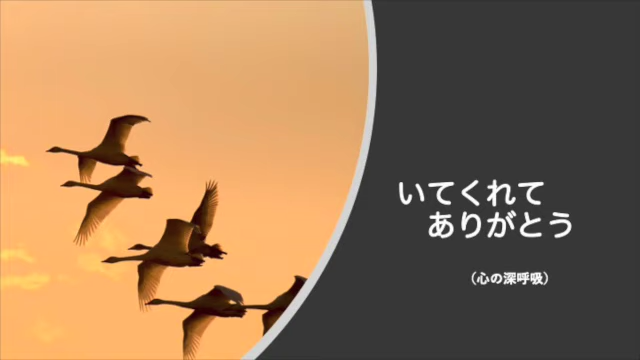 いてくれて
ありがとう
（心の深呼吸）